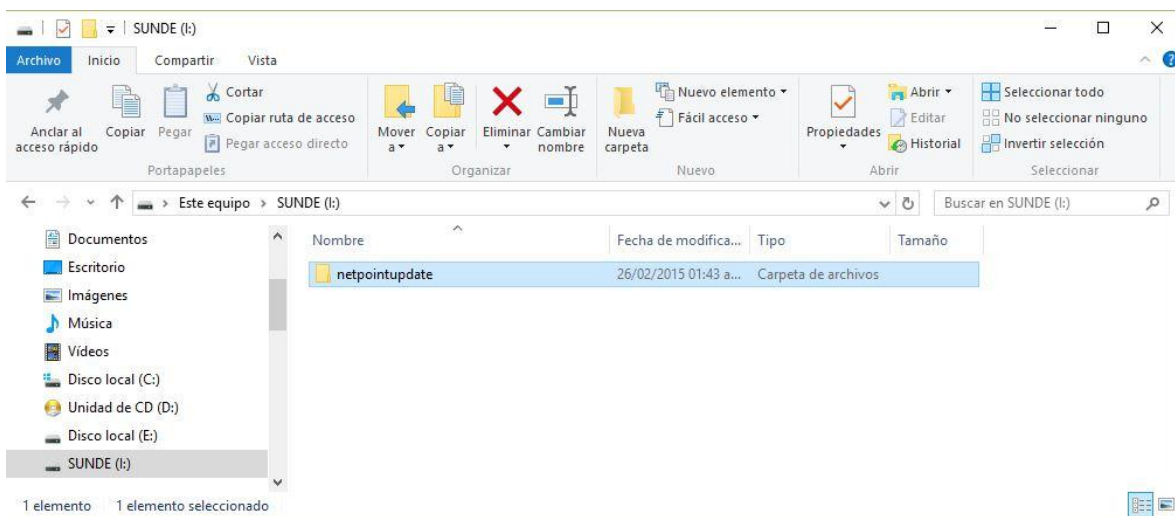 SUNDE (I:)
Archivo Inicio Compartir Vista
Anclar al acceso rápido
Copiar
Pegar
Cortar
Copiar ruta de acceso
Pegar acceso directo
Portapapeles
Mover a
Copiar a
Eliminar
Cambiar nombre
Organizar
Nueva carpeta
Nuevo elemento
Fácil acceso
Nuevo
Propiedades
Abrir
Editar
Historial
Abrir
Seleccionar todo
No seleccionar ninguno
Invertir selección
Seleccionar
Este equipo > SUNDE (I:)
Buscar en SUNDE (I:)
Documentos
Escritorio
Imágenes
Música
Vídeos
Disco local (C:)
Unidad de CD (D:)
Disco local (E:)
SUNDE (I:)
Nombre Fecha de modifica... Tipo Tamaño
netpointupdate 26/02/2015 01:43 a... Carpeta de archivos
1 elemento 1 elemento seleccionado